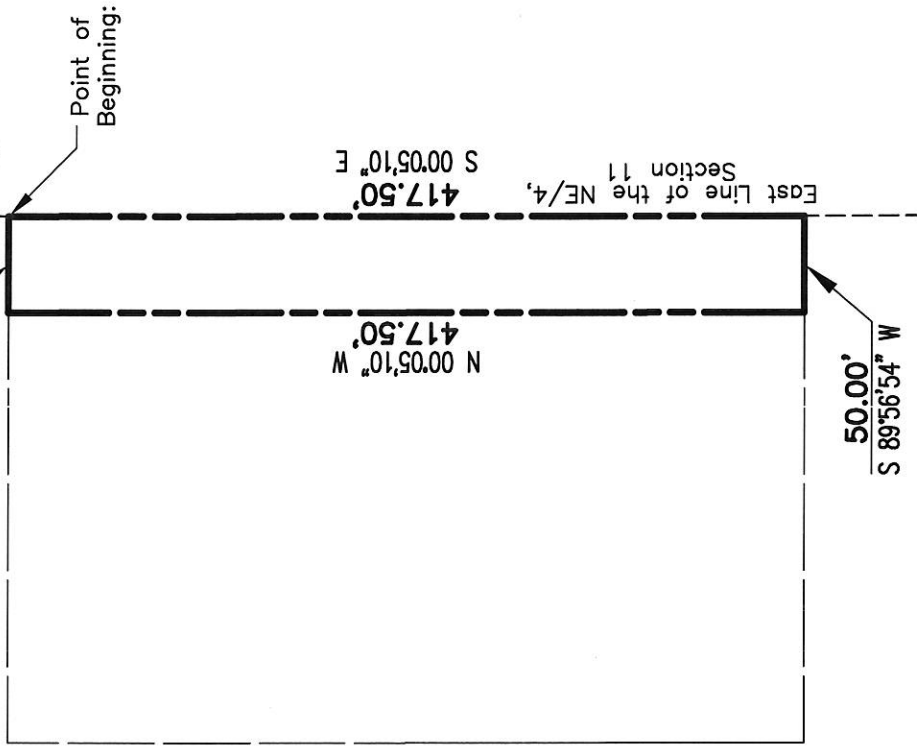 Point of
Beginning:
S 00°05'10" E
417.50'
East Line of the NE/4,
Section 11
417.50'
N 00°05'10" W
50.00'
S 89°56'54" W